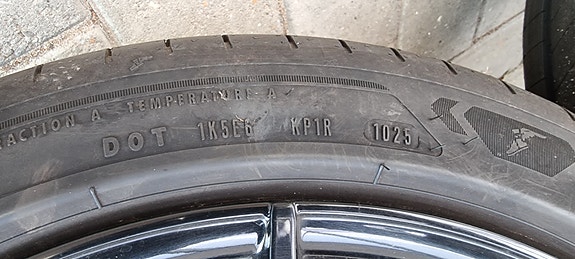 RACTION A TEMPERATURE A
DOT 1K5E6 KP1R 1025